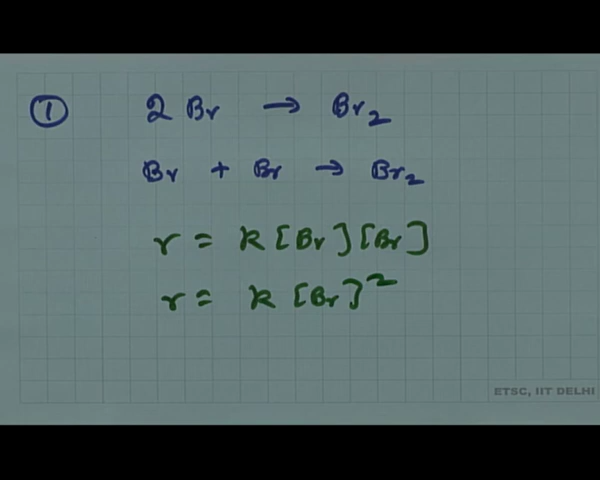 ① 2 Br → Br₂
Br + Br → Br₂
r = k [Br] [Br]
r = k [Br]²
ETSC, IIT DELHI